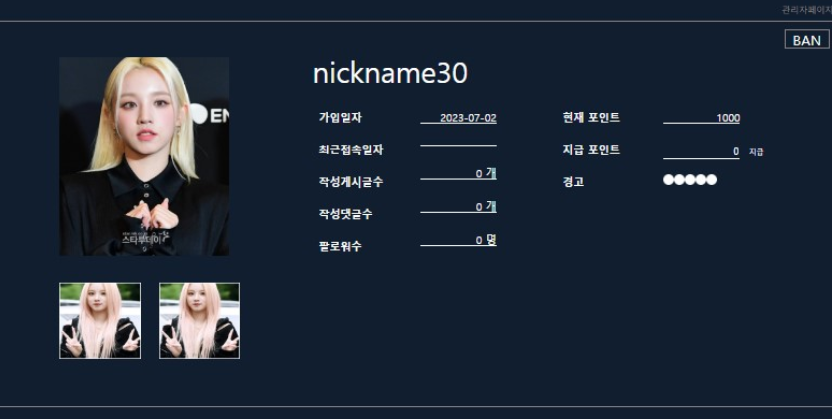 관리자페이지
BAN
nickname30
가입일자 2023-07-02 현재 포인트 1000
최근접속일자 지급 포인트 0 지급
작성게시글수 0 개 경고
작성댓글수 0 개
팔로워수 0 명
EN
스타투데이